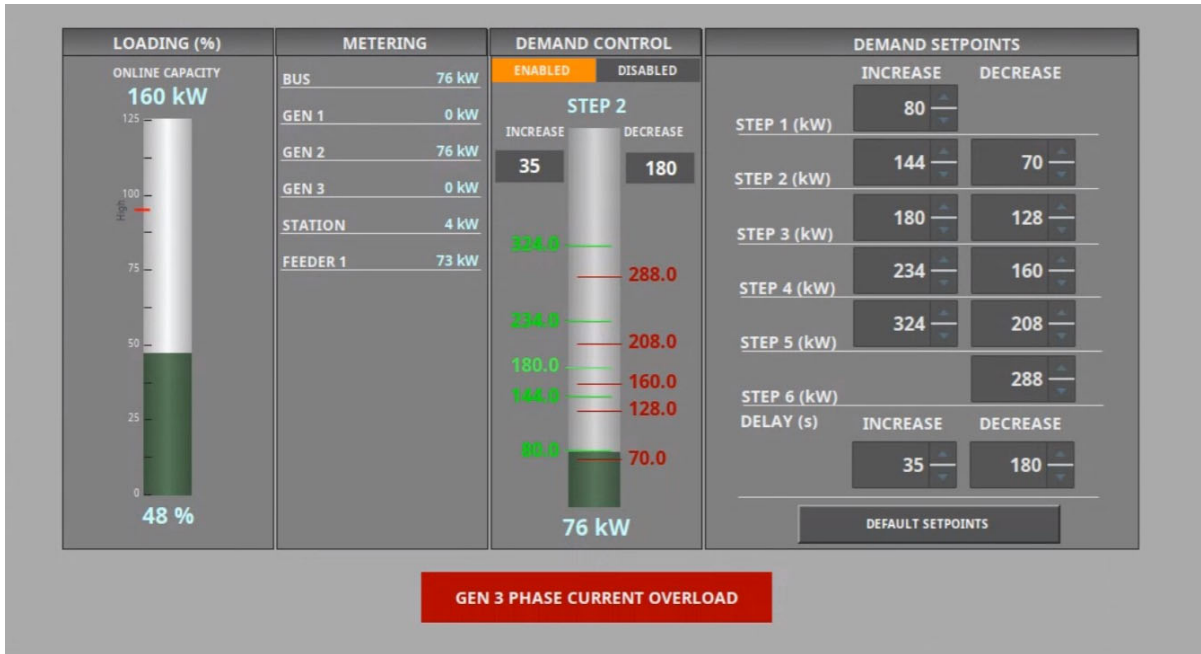 LOADING (%)
ONLINE CAPACITY
160 kW
125
100
High
75
50
25
0
48 %
METERING
BUS 76 kW
GEN 1 0 kW
GEN 2 76 kW
GEN 3 0 kW
STATION 4 kW
FEEDER 1 73 kW
DEMAND CONTROL
ENABLED DISABLED
STEP 2
INCREASE DECREASE
35 180
324.0
288.0
234.0
208.0
180.0
160.0
144.0
128.0
80.0
70.0
76 kW
DEMAND SETPOINTS
INCREASE DECREASE
STEP 1 (kW) 80
STEP 2 (kW) 144 70
STEP 3 (kW) 180 128
STEP 4 (kW) 234 160
STEP 5 (kW) 324 208
STEP 6 (kW) 288
DELAY (s) INCREASE DECREASE
35 180
DEFAULT SETPOINTS
GEN 3 PHASE CURRENT OVERLOAD